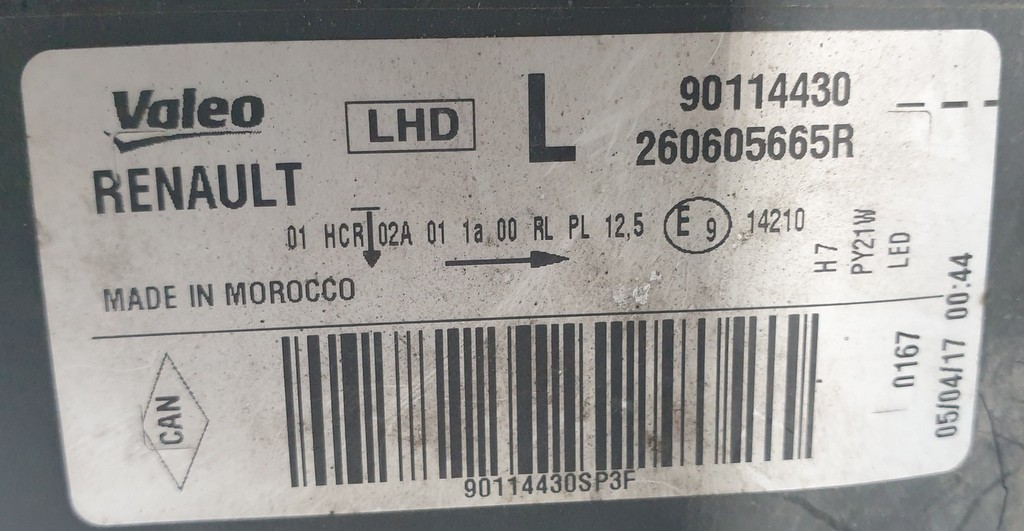 Valeo
RENAULT
LHD
L
90114430
260605665R
01 HCR 02A 01 1a 00 RL PL 12,5 E 9 14210
H7
PY21W
LED
MADE IN MOROCCO
CAN
90114430SP3F
0167
05/04/17 00:44